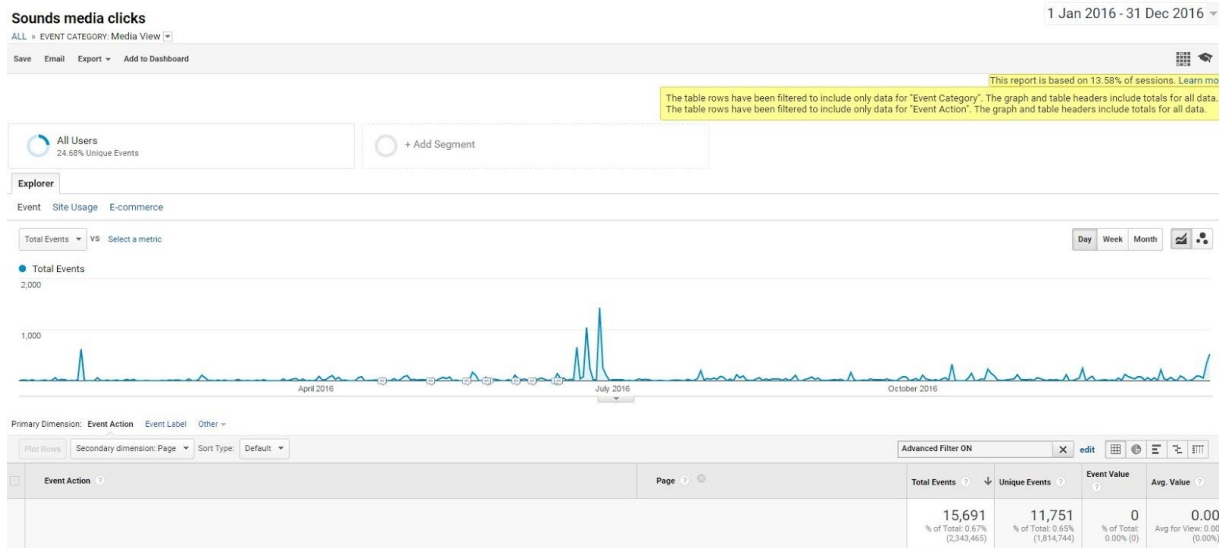 Sounds media clicks
1 Jan 2016 - 31 Dec 2016
ALL » EVENT CATEGORY: Media View
Save Email Export Add to Dashboard
This report is based on 13.58% of sessions. Learn mo
The table rows have been filtered to include only data for "Event Category". The graph and table headers include totals for all data.
The table rows have been filtered to include only data for "Event Action". The graph and table headers include totals for all data.
All Users
24.68% Unique Events
+ Add Segment
Explorer
Event Site Usage E-commerce
Total Events VS Select a metric
Day Week Month
Total Events
2,000
1,000
April 2016 July 2016 October 2016
Primary Dimension: Event Action Event Label Other
Plot Rows Secondary dimension: Page Sort Type: Default Advanced Filter ON edit
Event Action ? Page ? Total Events ? Unique Events ? Event Value ? Avg. Value ?
15,691 11,751 0 0.00
% of Total: 0.67% % of Total: 0.65% % of Total: Avg for View: 0.00
(2,343,465) (1,814,744) 0.00% (0) (0.00%)